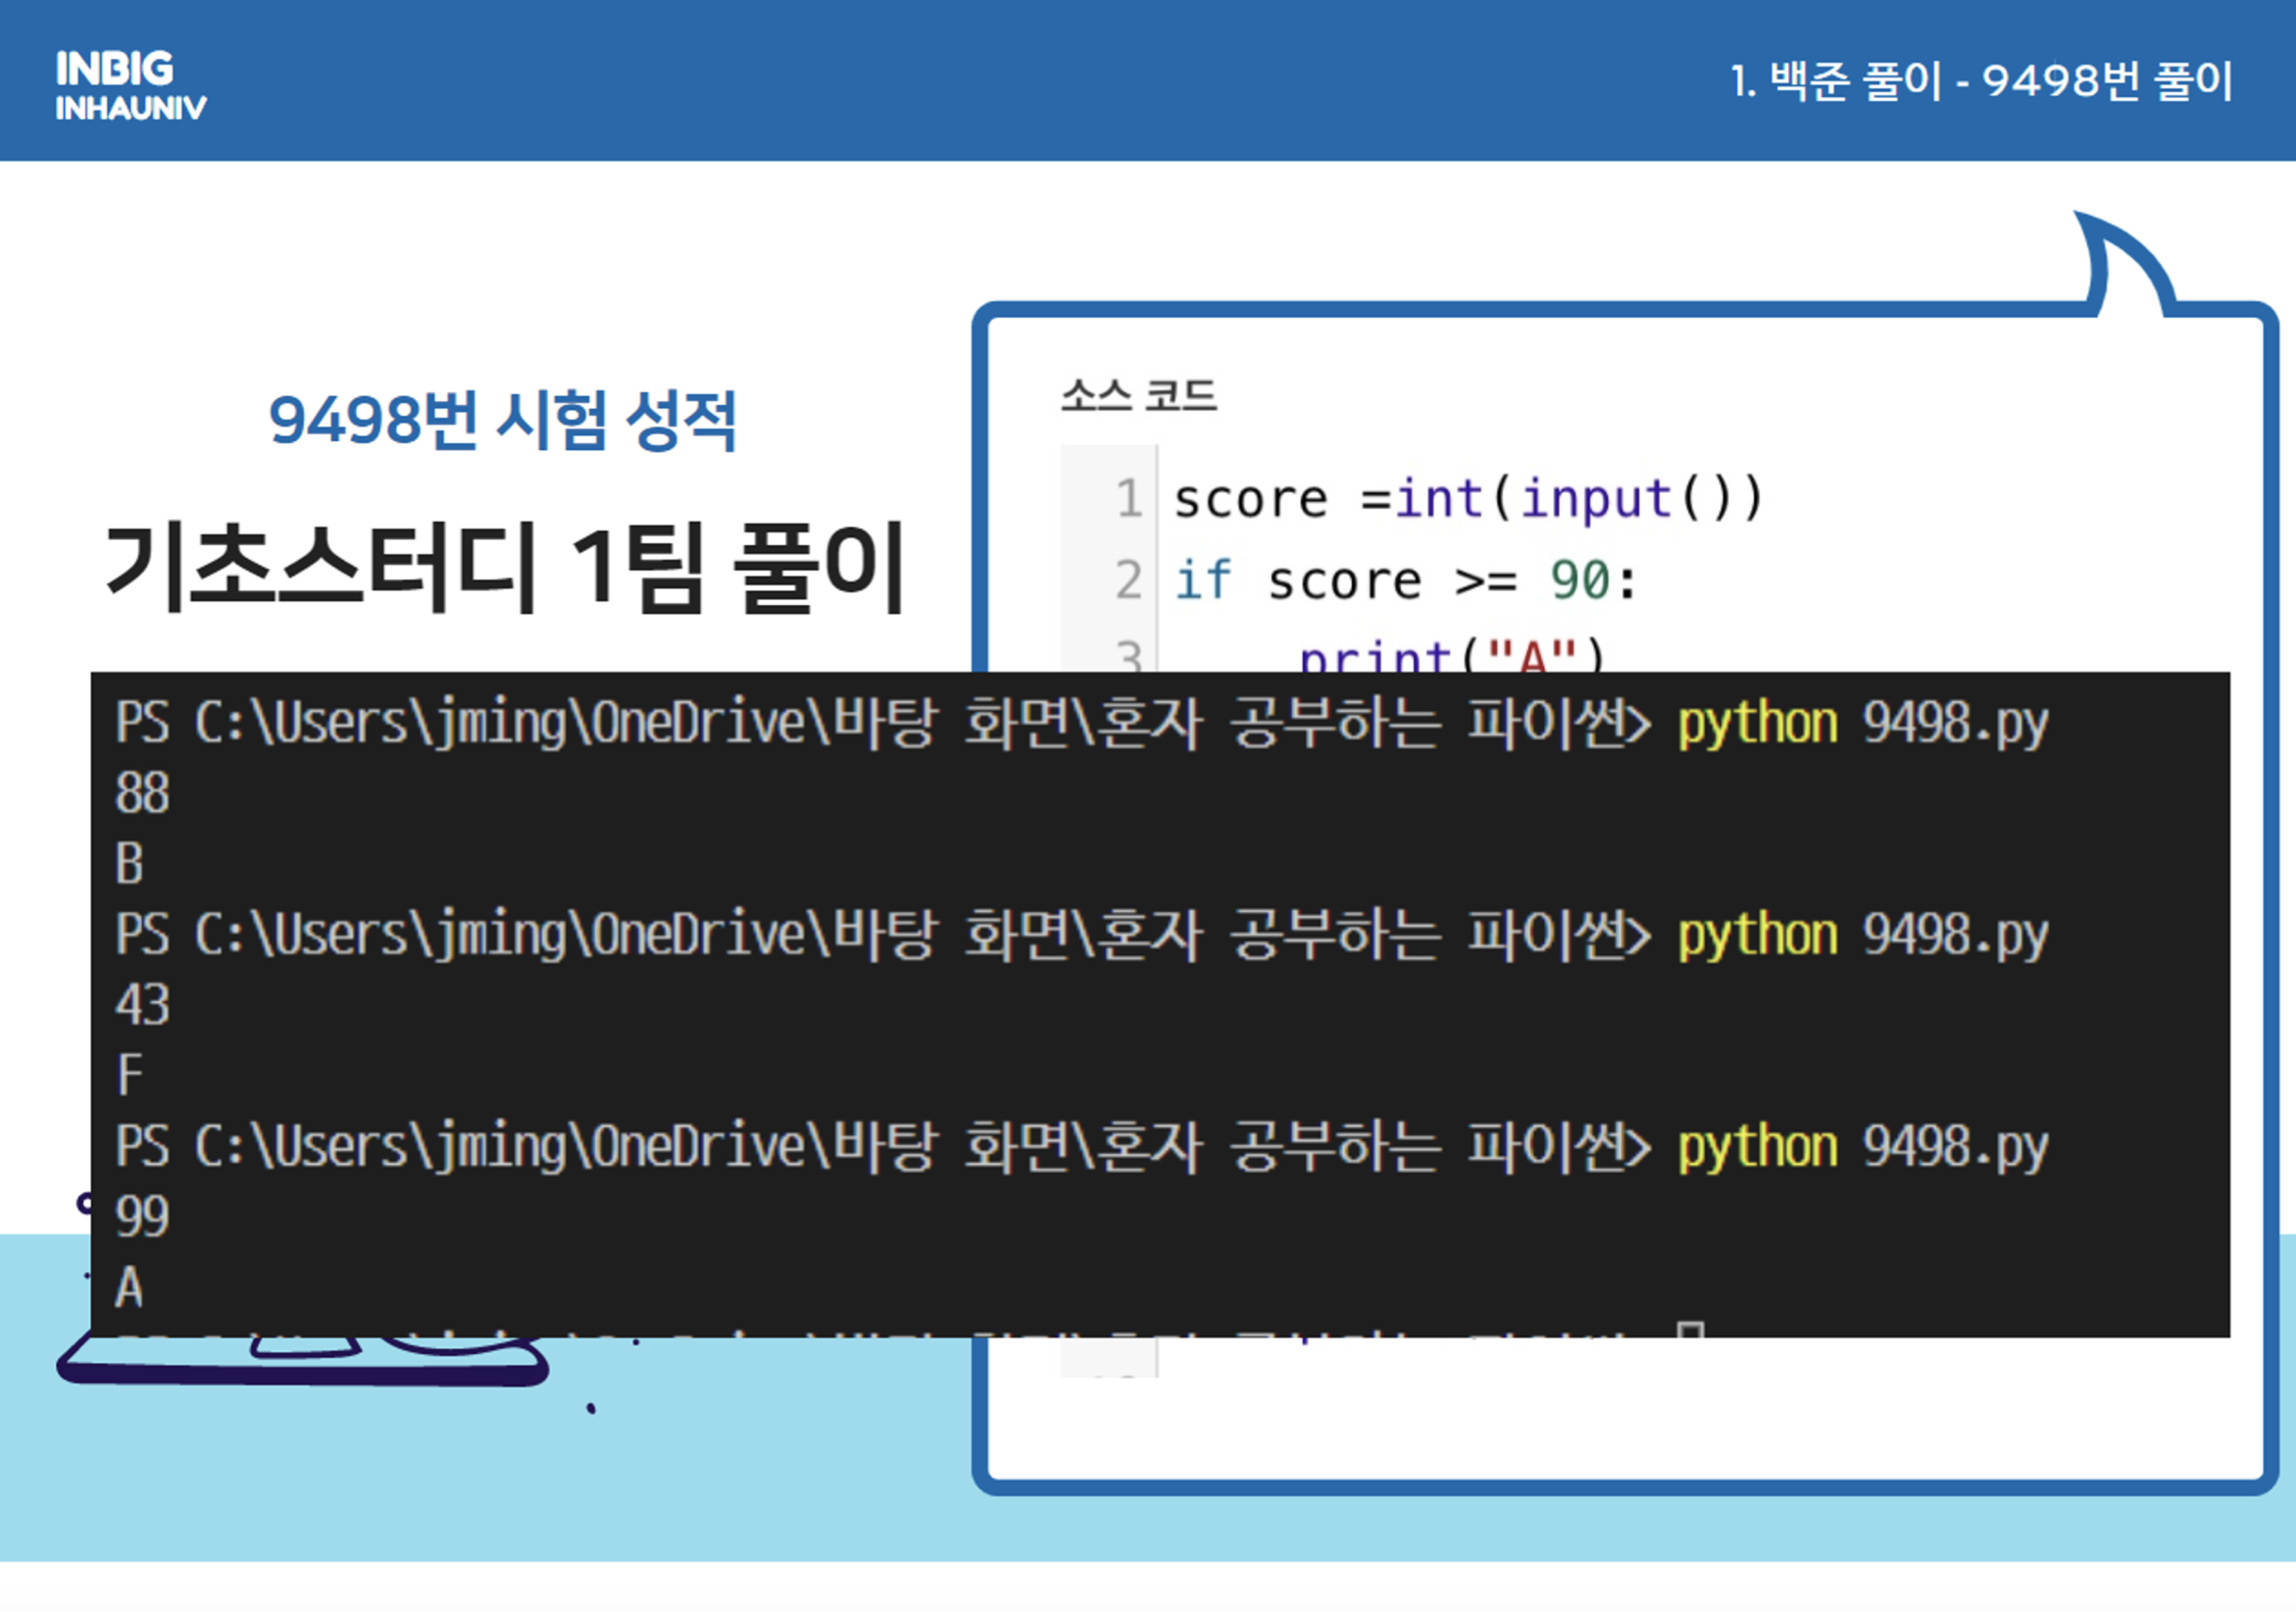 INBIG
INHAUNIV
1. 백준 풀이 - 9498번 풀이
9498번 시험 성적
기초스터디 1팀 풀이
소스 코드
1 score =int(input())
2 if score >= 90:
3 print("A")
PS C:\Users\jming\OneDrive\바탕 화면\혼자 공부하는 파이썬> python 9498.py
88
B
PS C:\Users\jming\OneDrive\바탕 화면\혼자 공부하는 파이썬> python 9498.py
43
F
PS C:\Users\jming\OneDrive\바탕 화면\혼자 공부하는 파이썬> python 9498.py
99
A